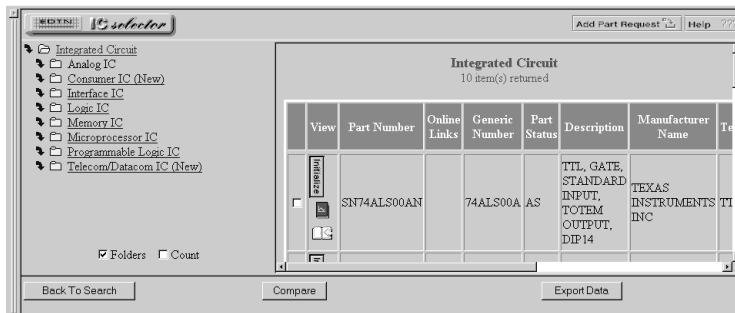 EDTN IC selector
Add Part Request Help ???
Integrated Circuit
Analog IC
Consumer IC (New)
Interface IC
Logic IC
Memory IC
Microprocessor IC
Programmable Logic IC
Telecom/Datacom IC (New)
Folders Count
Integrated Circuit
10 item(s) returned
View Part Number Online Links Generic Number Part Status Description Manufacturer Name Te
Initialize
SN74ALS00AN
74ALS00A
AS
TTL, GATE,
STANDARD
INPUT,
TOTEM
OUTPUT,
DIP14
TEXAS
INSTRUMENTS
INC
TT
Back To Search Compare Export Data